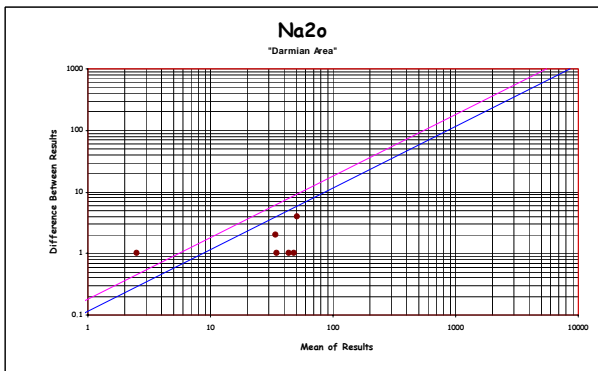 Na2o
"Darmian Area"
Difference Between Results
1000
100
10
1
0.1
1 10 100 1000 10000
Mean of Results